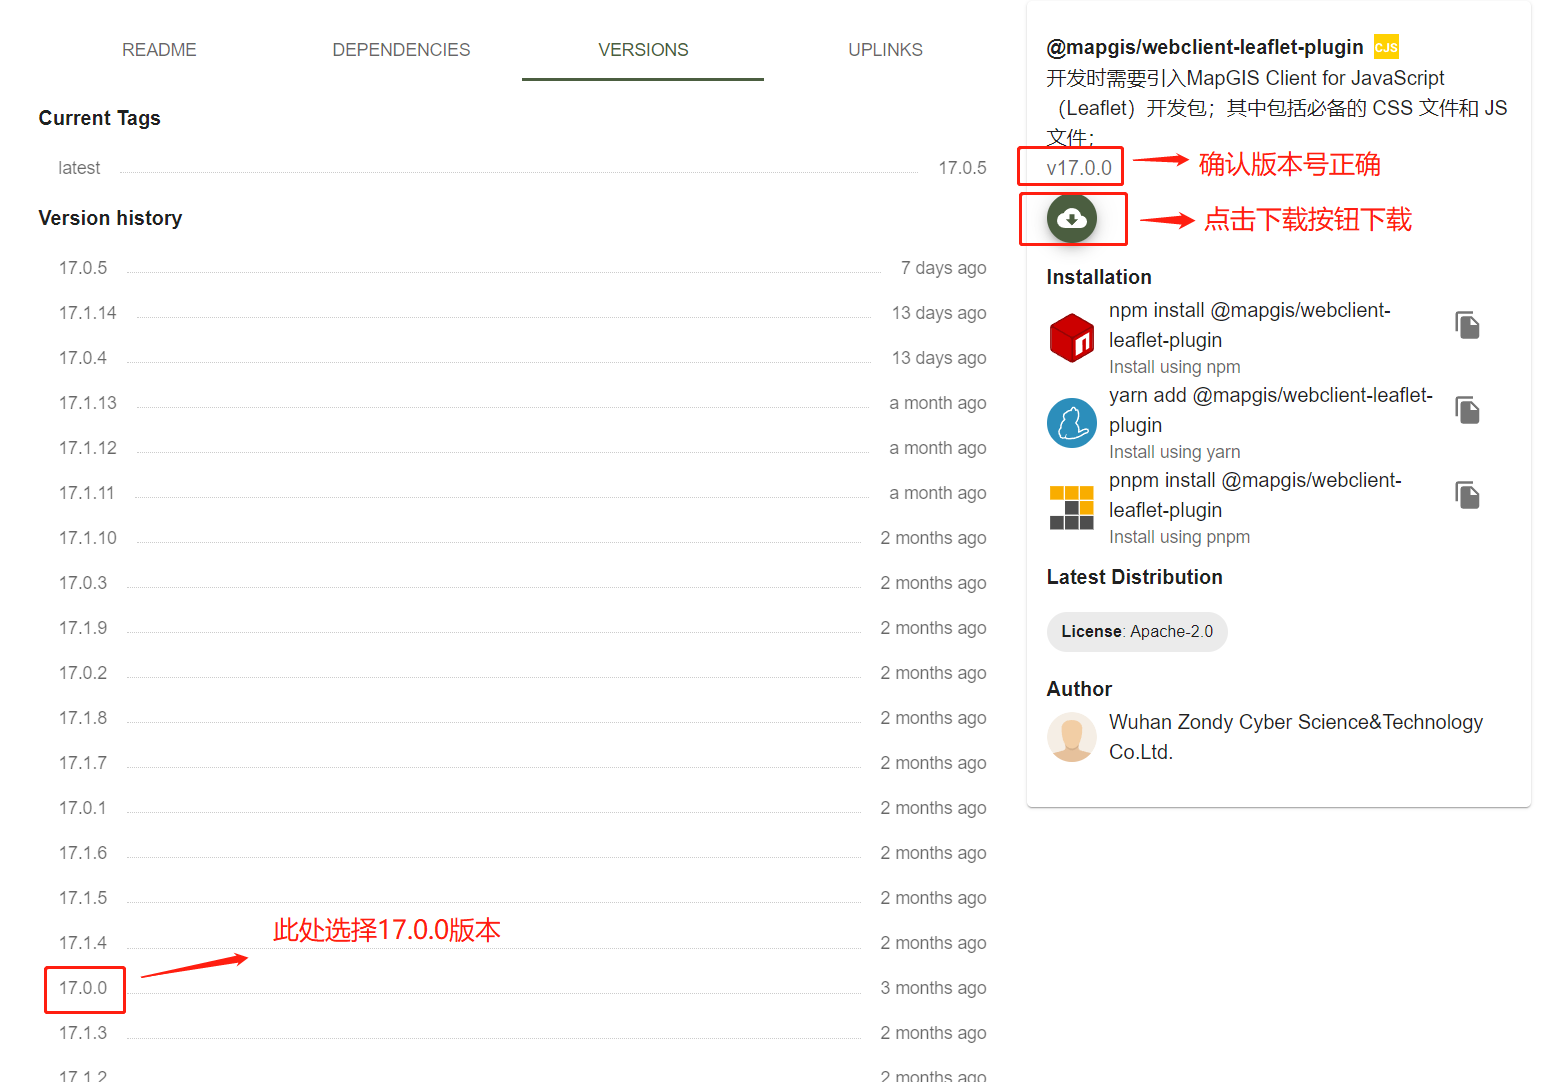 README
DEPENDENCIES
VERSIONS
UPLINKS
Current Tags
latest 17.0.5
Version history
17.0.5 7 days ago
17.1.14 13 days ago
17.0.4 13 days ago
17.1.13 a month ago
17.1.12 a month ago
17.1.11 a month ago
17.1.10 2 months ago
17.0.3 2 months ago
17.1.9 2 months ago
17.0.2 2 months ago
17.1.8 2 months ago
17.1.7 2 months ago
17.0.1 2 months ago
17.1.6 2 months ago
17.1.5 2 months ago
此处选择17.0.0版本
17.1.4 2 months ago
17.0.0 3 months ago
17.1.3 2 months ago
17.1.2 2 months ago
@mapgis/webclient-leaflet-plugin CJS
开发时需要引入MapGIS Client for JavaScript
（Leaflet）开发包；其中包括必备的 CSS 文件和 JS
文件；
v17.0.0
确认版本号正确
点击下载按钮下载
Installation
npm install @mapgis/webclient-
leaflet-plugin
Install using npm
yarn add @mapgis/webclient-leaflet-
plugin
Install using yarn
pnpm install @mapgis/webclient-
leaflet-plugin
Install using pnpm
Latest Distribution
License: Apache-2.0
Author
Wuhan Zondy Cyber Science&Technology
Co.Ltd.